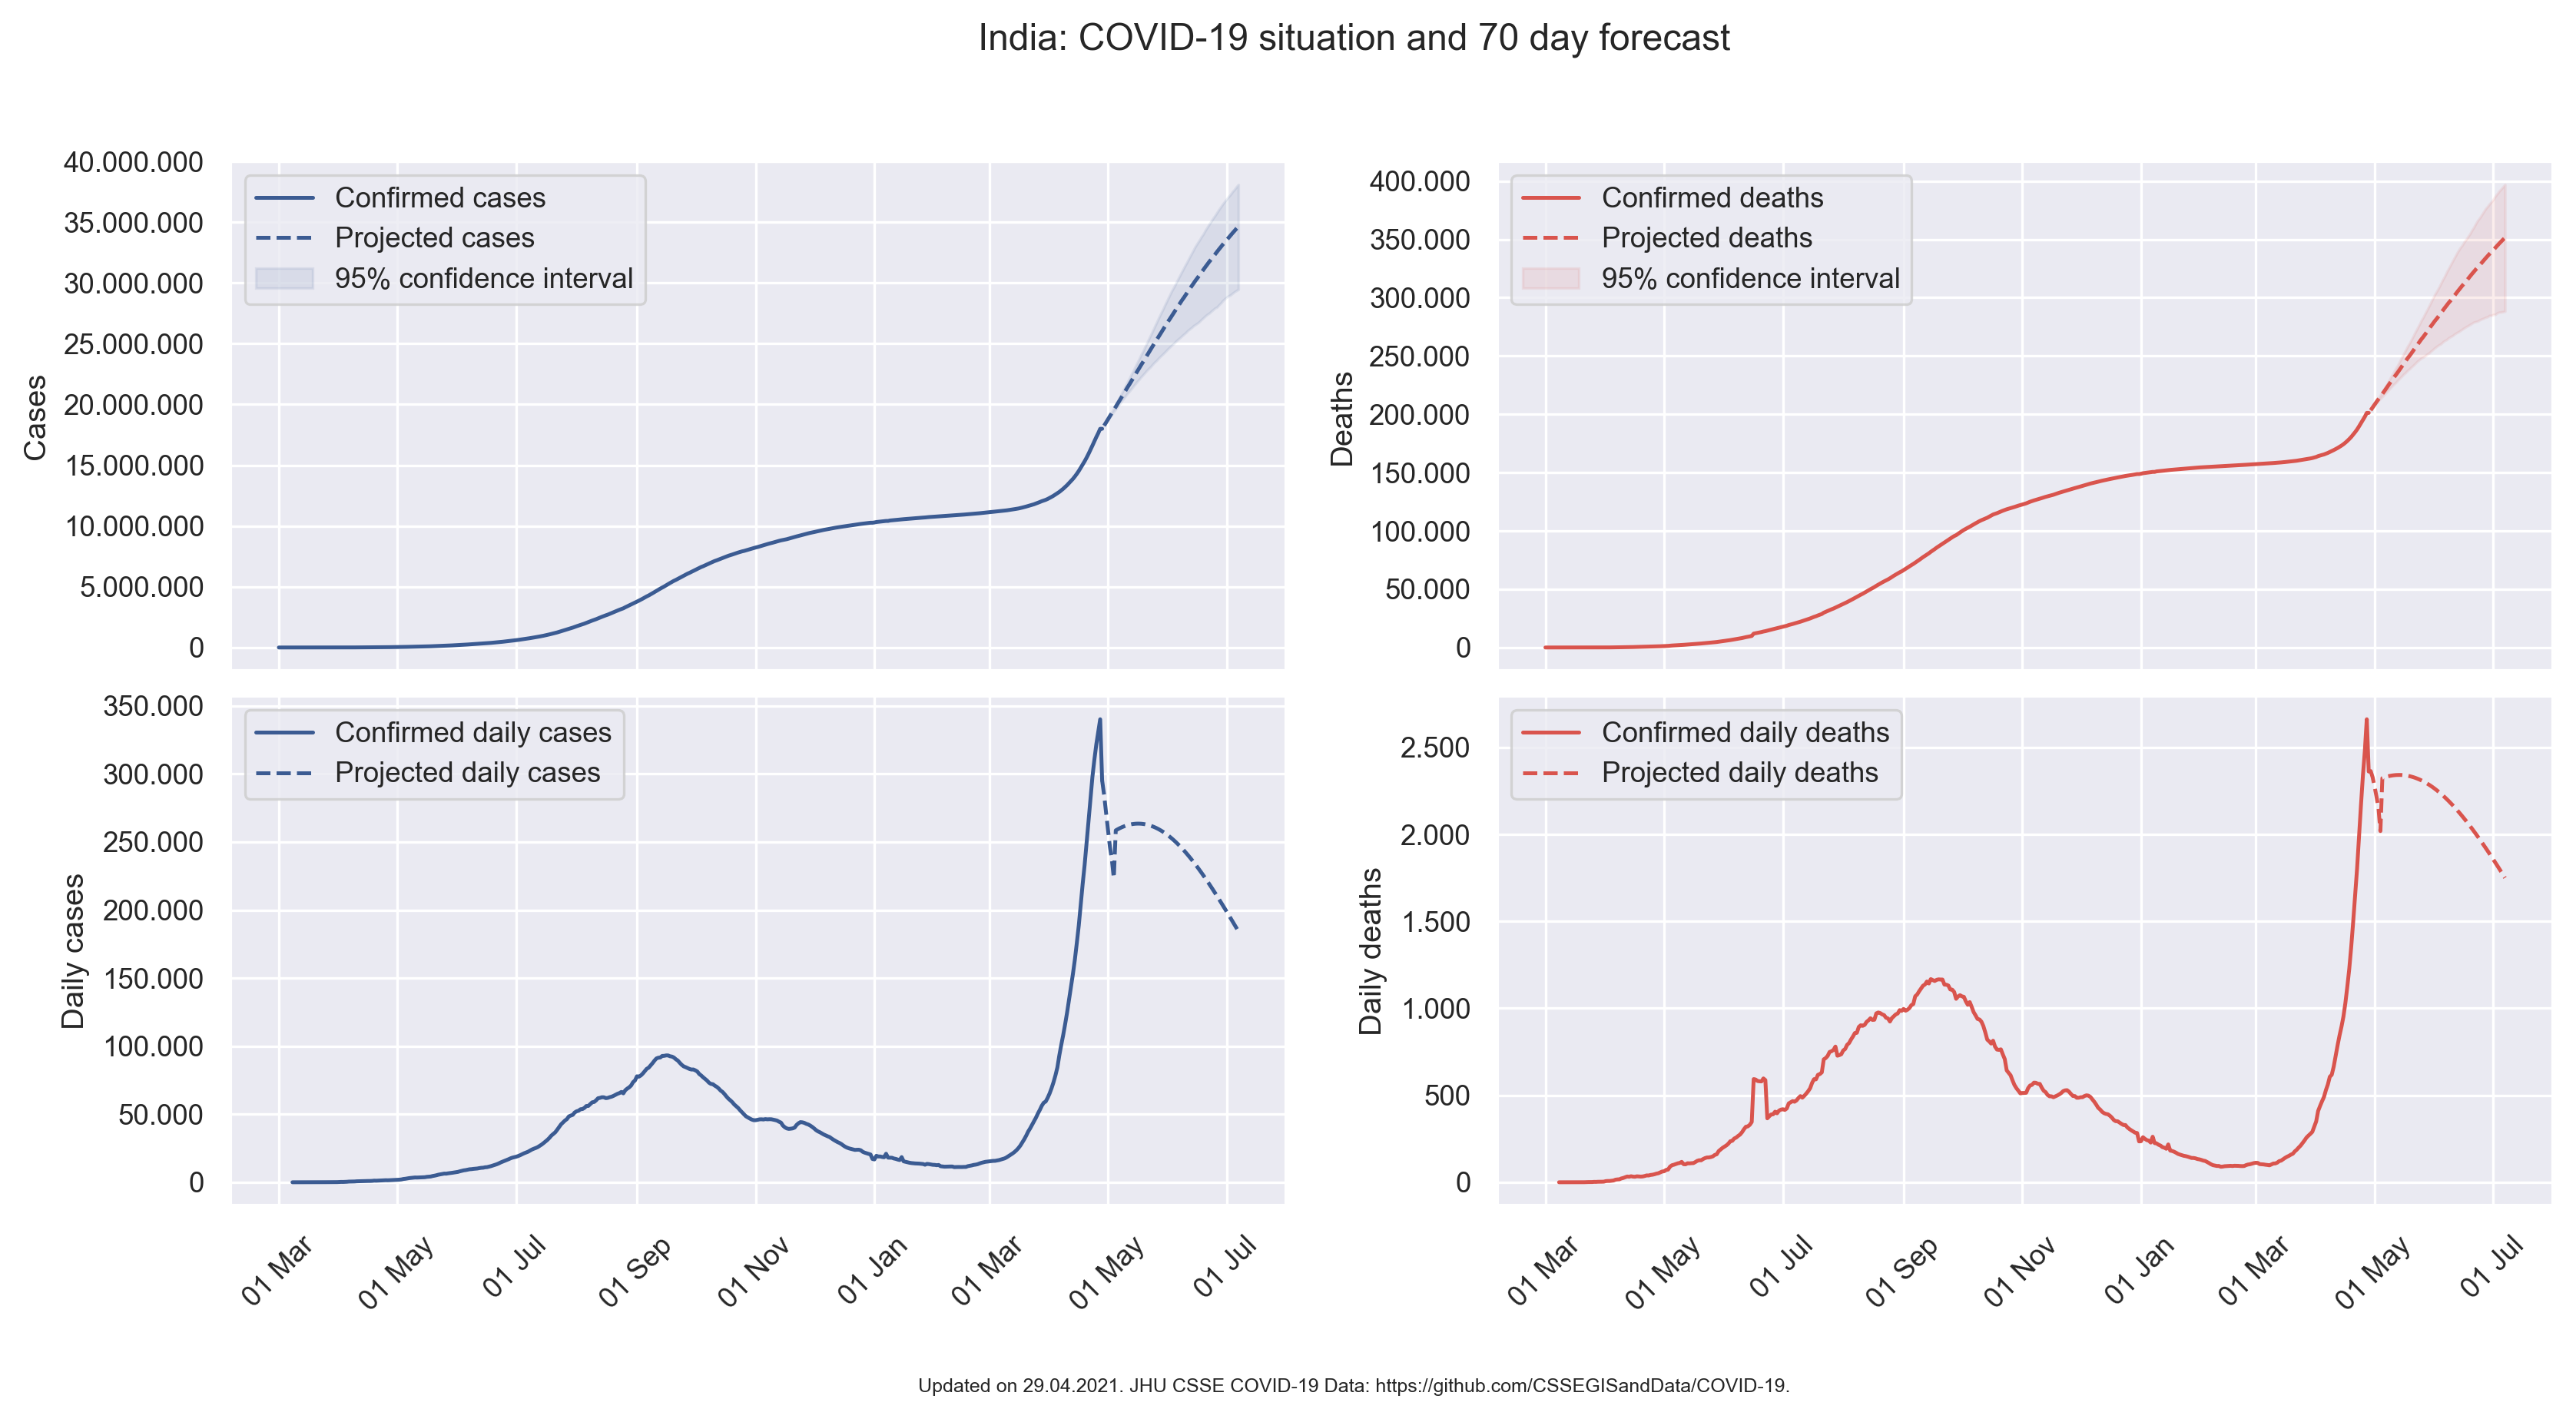 India: COVID-19 situation and 70 day forecast
40.000.000
35.000.000
30.000.000
25.000.000
20.000.000
15.000.000
10.000.000
5.000.000
0
Cases
Confirmed cases
Projected cases
95% confidence interval
400.000
350.000
300.000
250.000
200.000
150.000
100.000
50.000
0
Deaths
Confirmed deaths
Projected deaths
95% confidence interval
350.000
300.000
250.000
200.000
150.000
100.000
50.000
0
Daily cases
Confirmed daily cases
Projected daily cases
01 Mar
01 May
01 Jul
01 Sep
01 Nov
01 Jan
01 Mar
01 May
01 Jul
2.500
2.000
1.500
1.000
500
0
Daily deaths
Confirmed daily deaths
Projected daily deaths
01 Mar
01 May
01 Jul
01 Sep
01 Nov
01 Jan
01 Mar
01 May
01 Jul
Updated on 29.04.2021. JHU CSSE COVID-19 Data: https://github.com/CSSEGISandData/COVID-19.